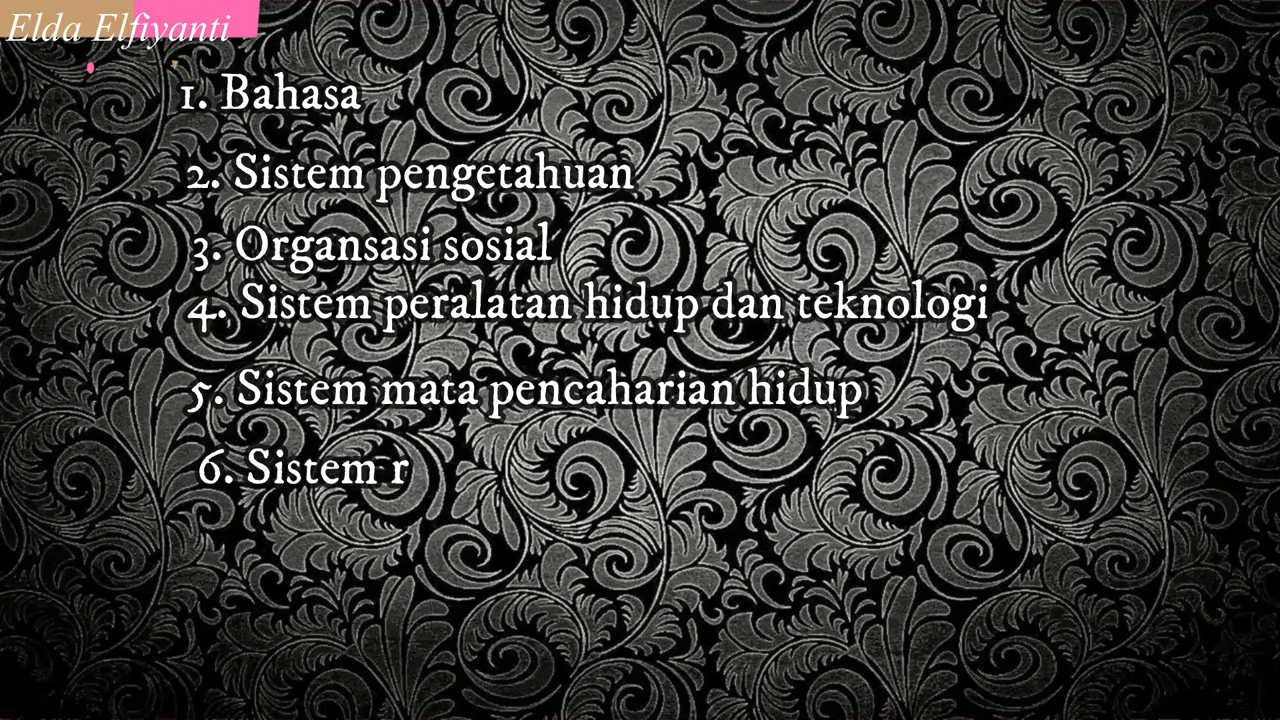 Elda Elfiyanti
1. Bahasa
2. Sistem pengetahuan
3. Organsasi sosial
4. Sistem peralatan hidup dan teknologi
5. Sistem mata pencaharian hidup
6. Sistem r